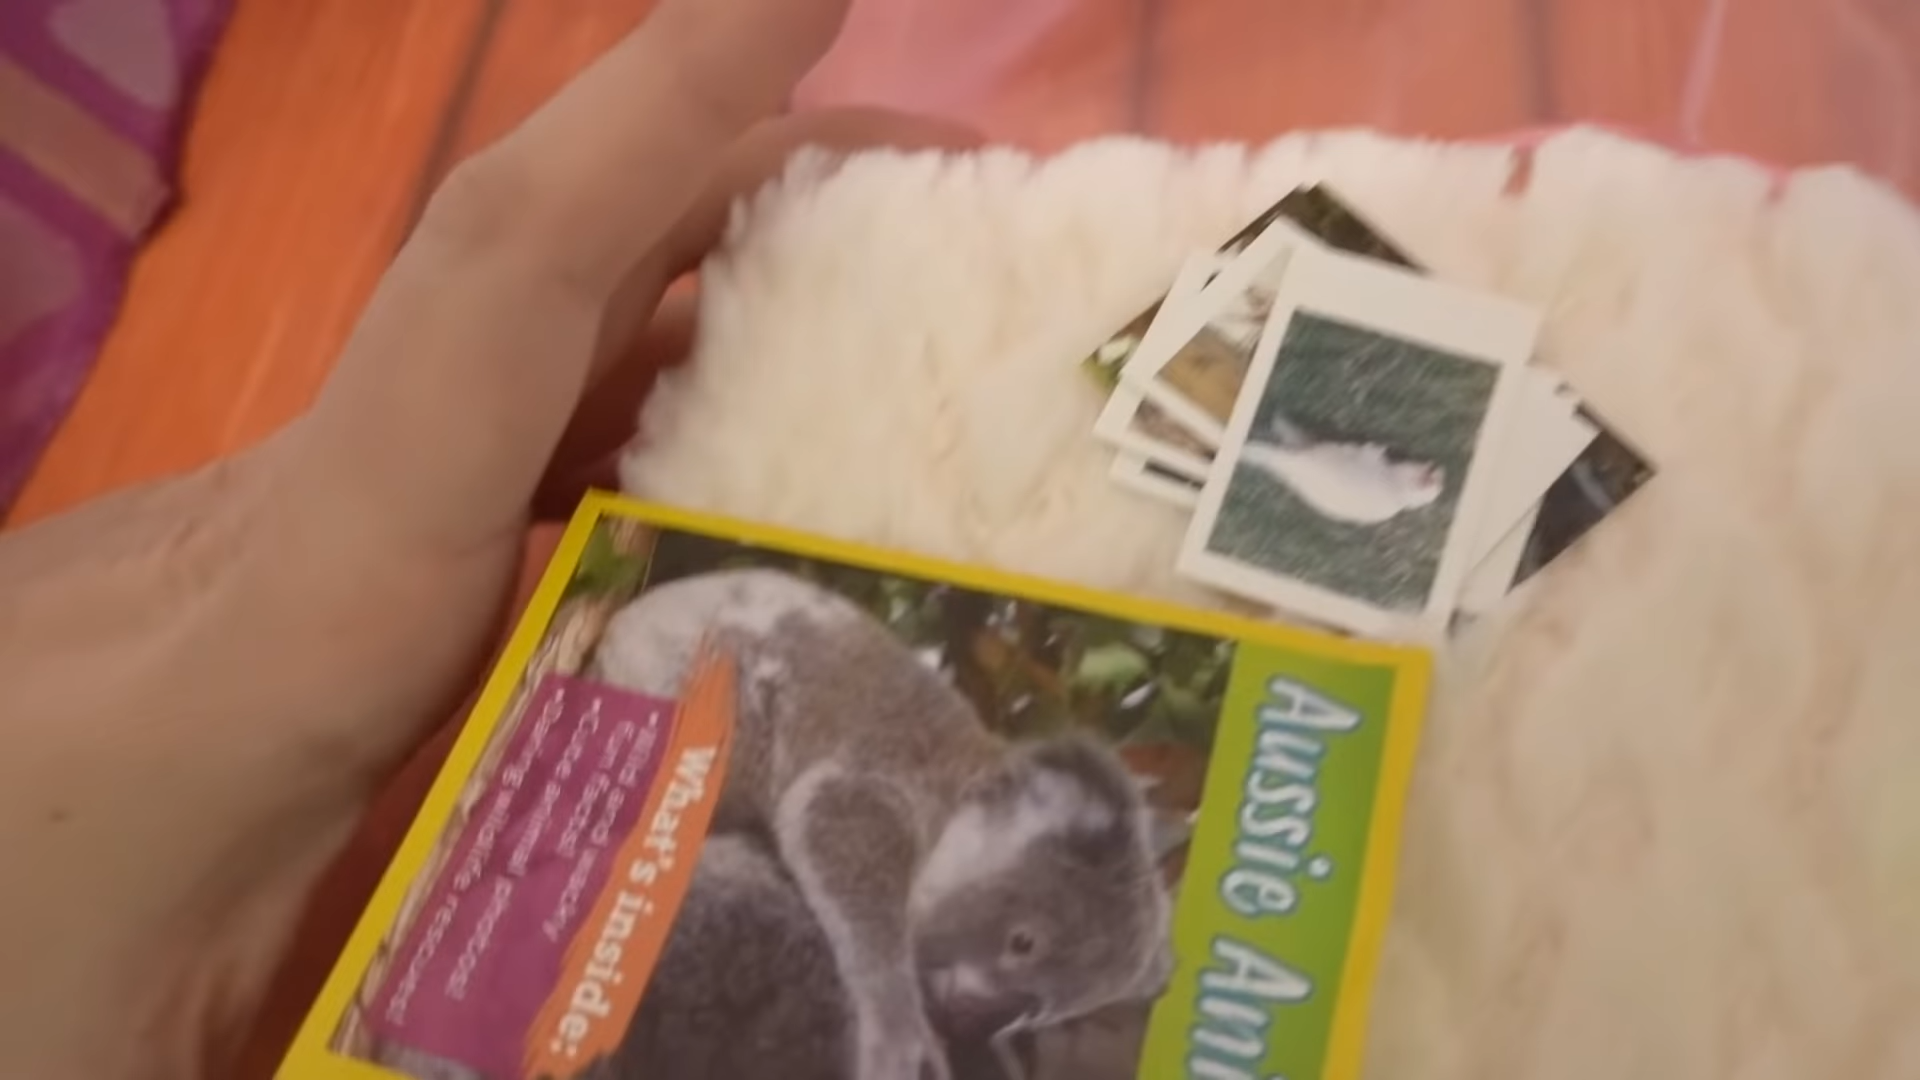 Aussie Ani
What's inside:
•Wild and wacky
fun facts!
•Cute animal photos!
•Daring wildlife rescues!